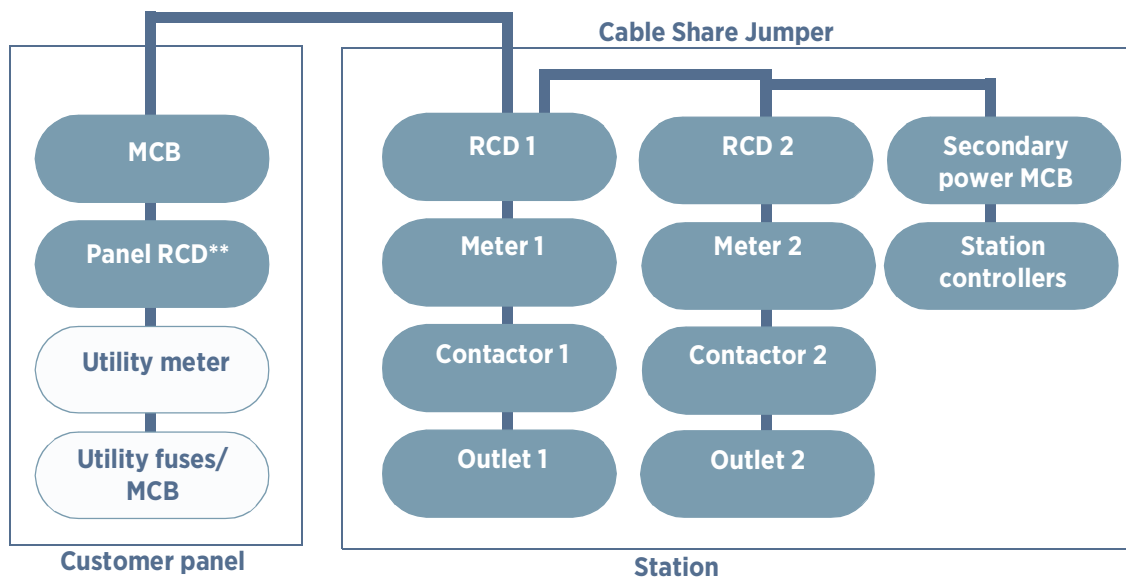 Cable Share Jumper
MCB
Panel RCD**
Utility meter
Utility fuses/
MCB
Customer panel
RCD 1
Meter 1
Contactor 1
Outlet 1
RCD 2
Meter 2
Contactor 2
Outlet 2
Secondary
power MCB
Station
controllers
Station